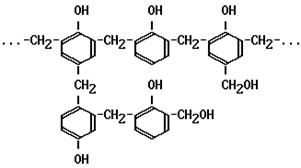 OH OH OH
...-CH₂- -CH₂- -CH₂- -CH₂-...
CH₂ CH₂OH
OH
-CH₂- -CH₂OH
OH